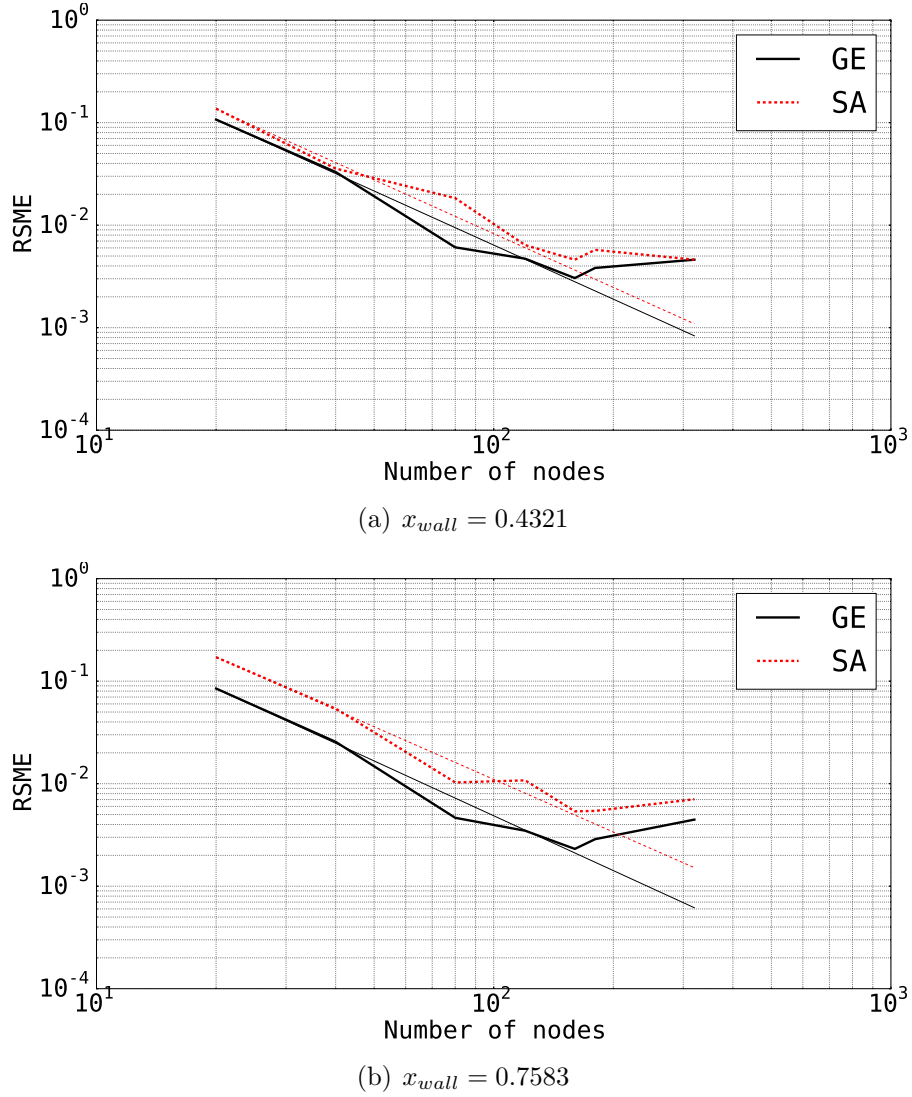 10^0
GE
SA
10^-1
10^-2
RSME
10^-3
10^-4
10^1 10^2 10^3
Number of nodes
(a) x_wall = 0.4321
10^0
GE
SA
10^-1
10^-2
RSME
10^-3
10^-4
10^1 10^2 10^3
Number of nodes
(b) x_wall = 0.7583